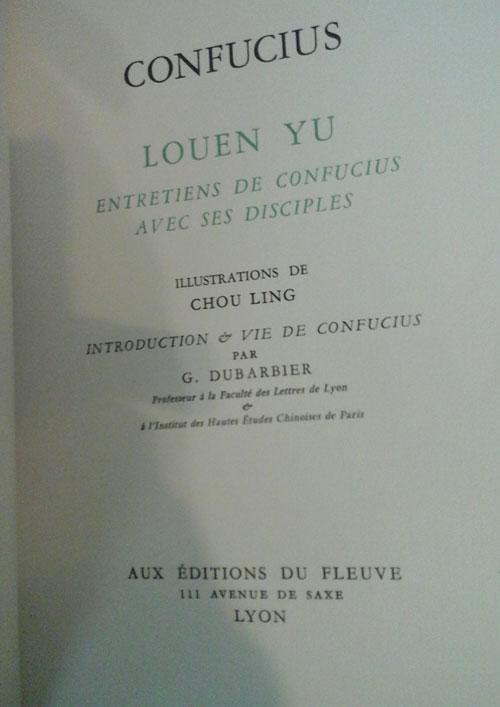 CONFUCIUS
LOUEN YU
ENTRETIENS DE CONFUCIUS
AVEC SES DISCIPLES
ILLUSTRATIONS DE
CHOU LING
INTRODUCTION & VIE DE CONFUCIUS
PAR
G. DUBARBIER
Professeur à la Faculté des Lettres de Lyon
&
à l'Institut des Hautes Études Chinoises de Paris
AUX ÉDITIONS DU FLEUVE
111 AVENUE DE SAXE
LYON